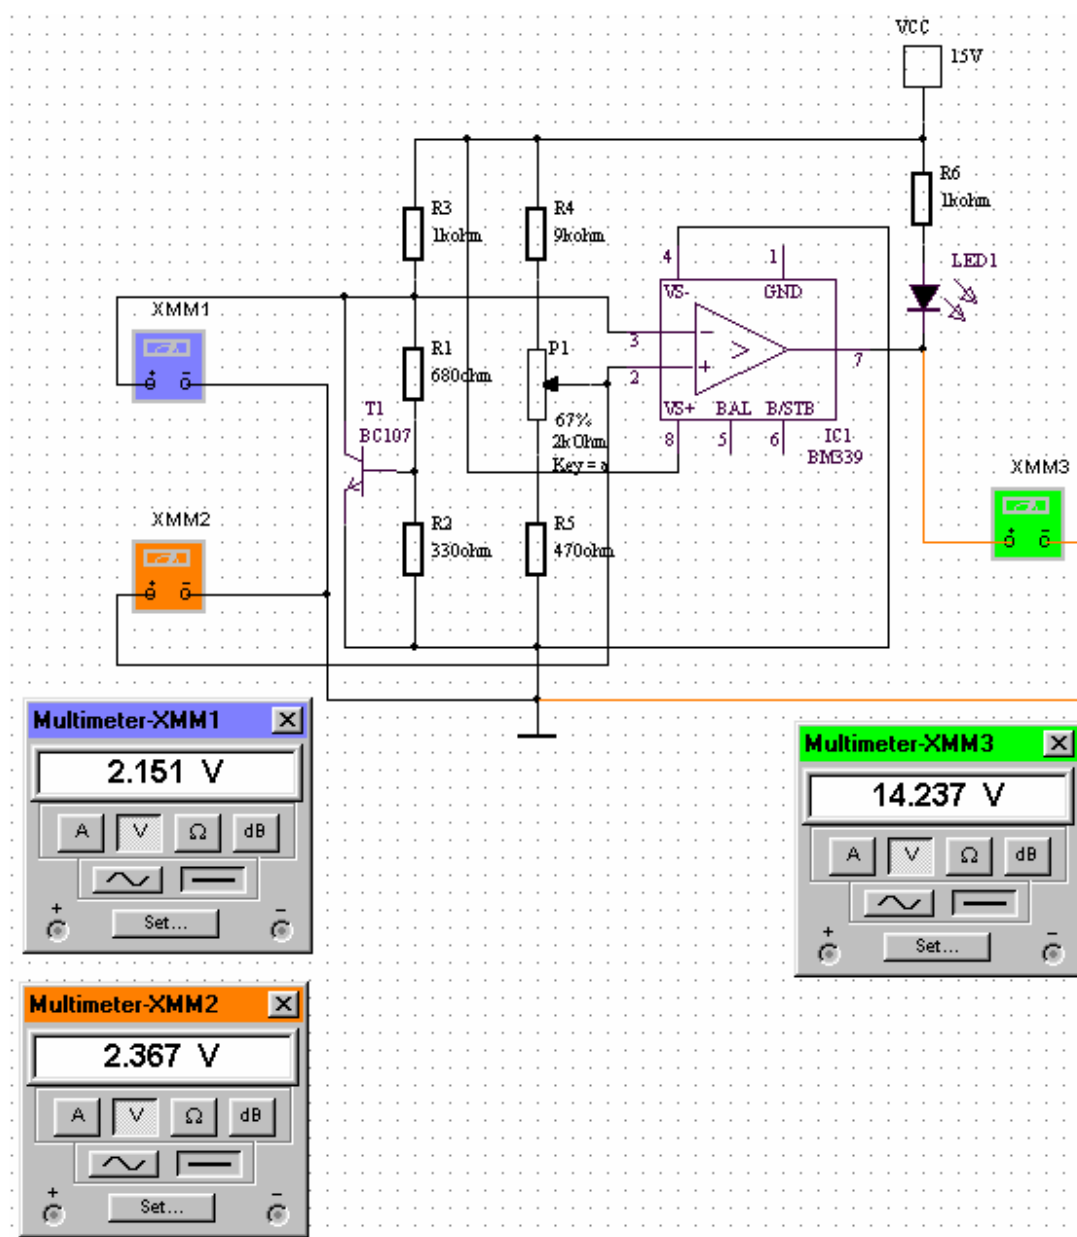 VCC
15V
R6
1kohm
R3
1kohm
R4
9kohm
4
1
LED1
VS-
GND
XMM1
3
R1
680ohm
P1
>
7
2
T1
BC107
67%
2kOhm
Key = a
VS+
BAL
B/STB
8
5
6
IC1
BM339
XMM3
XMM2
R2
330ohm
R5
470ohm
Multimeter-XMM1
2.151 V
A V Ω dB
Set...
Multimeter-XMM3
14.237 V
A V Ω dB
Set...
Multimeter-XMM2
2.367 V
A V Ω dB
Set...